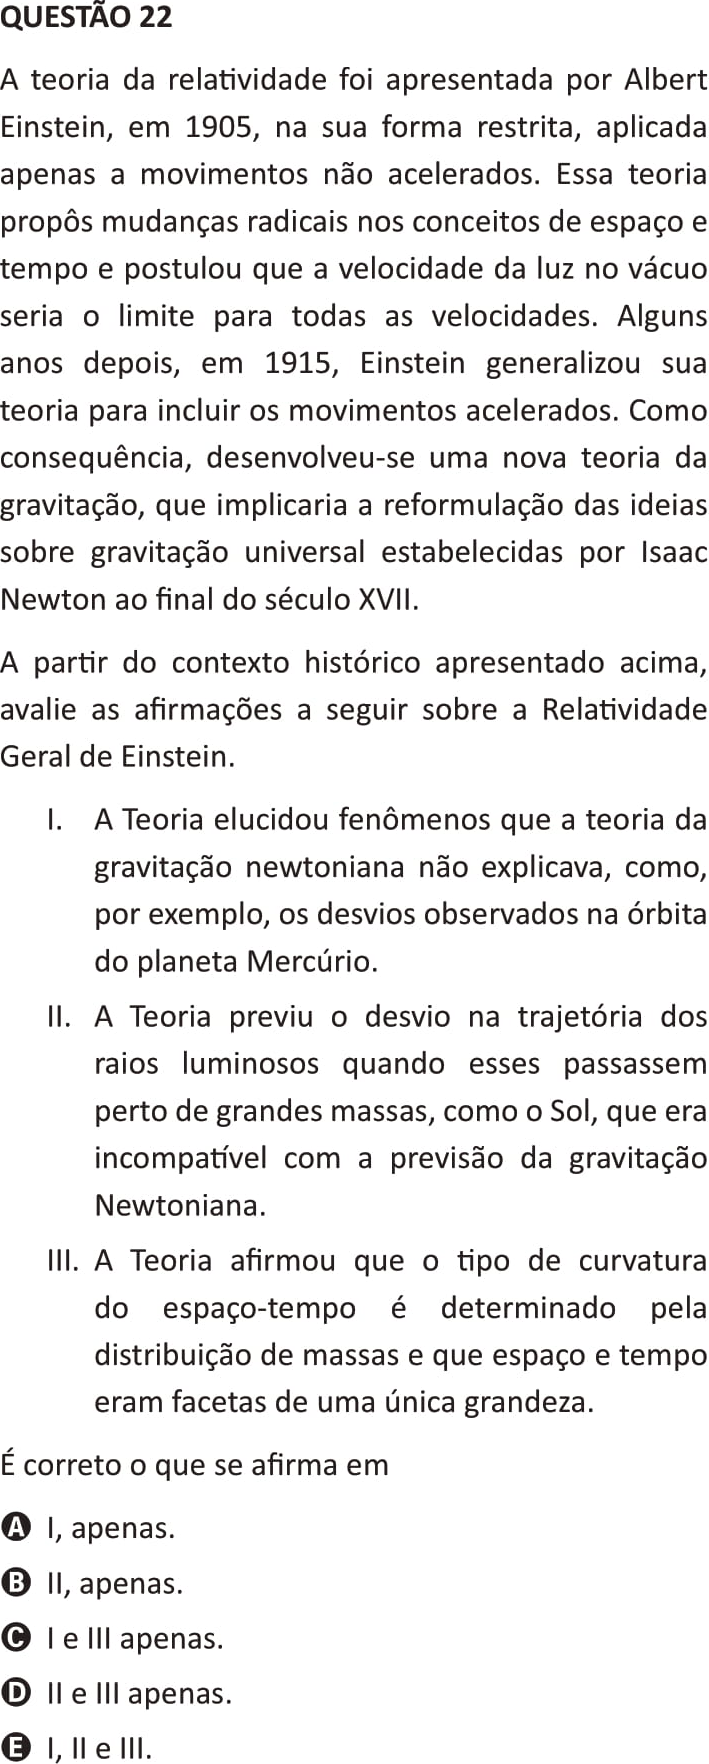 QUESTÃO 22
A teoria da relatividade foi apresentada por Albert
Einstein, em 1905, na sua forma restrita, aplicada
apenas a movimentos não acelerados. Essa teoria
propôs mudanças radicais nos conceitos de espaço e
tempo e postulou que a velocidade da luz no vácuo
seria o limite para todas as velocidades. Alguns
anos depois, em 1915, Einstein generalizou sua
teoria para incluir os movimentos acelerados. Como
consequência, desenvolveu-se uma nova teoria da
gravitação, que implicaria a reformulação das ideias
sobre gravitação universal estabelecidas por Isaac
Newton ao final do século XVII.
A partir do contexto histórico apresentado acima,
avalie as afirmações a seguir sobre a Relatividade
Geral de Einstein.
I. A Teoria elucidou fenômenos que a teoria da
gravitação newtoniana não explicava, como,
por exemplo, os desvios observados na órbita
do planeta Mercúrio.
II. A Teoria previu o desvio na trajetória dos
raios luminosos quando esses passassem
perto de grandes massas, como o Sol, que era
incompatível com a previsão da gravitação
Newtoniana.
III. A Teoria afirmou que o tipo de curvatura
do espaço-tempo é determinado pela
distribuição de massas e que espaço e tempo
eram facetas de uma única grandeza.
É correto o que se afirma em
A I, apenas.
B II, apenas.
C I e III apenas.
D II e III apenas.
E I, II e III.